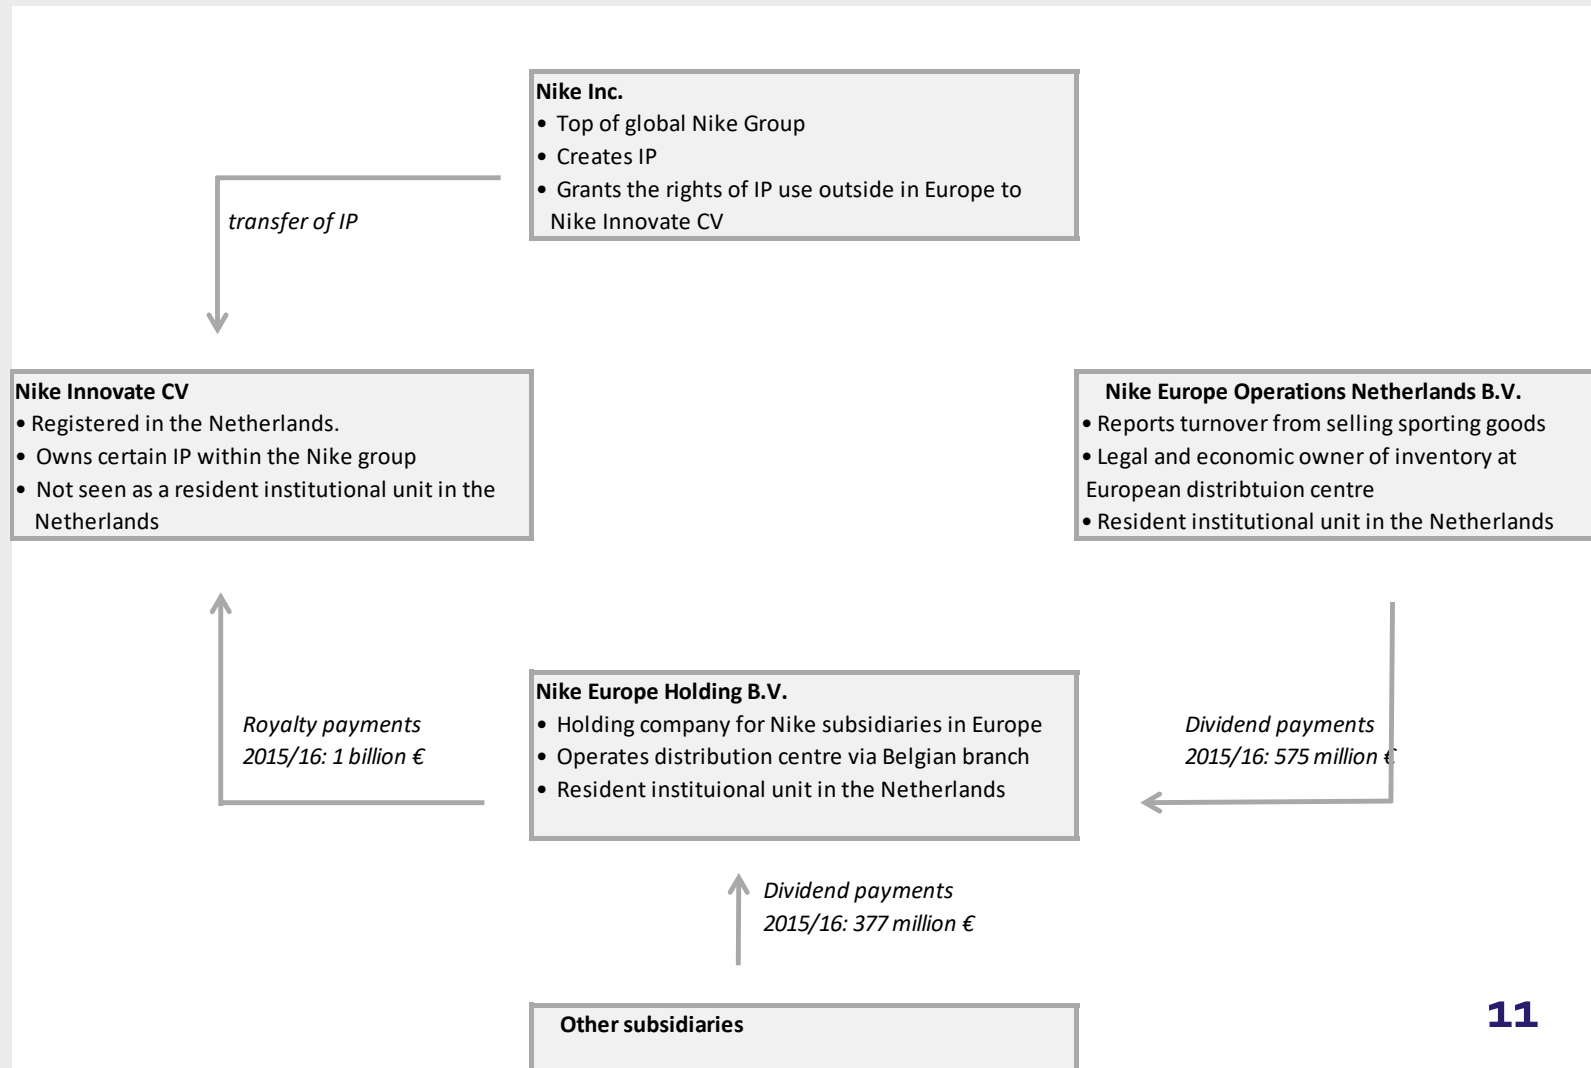 Nike Inc.
• Top of global Nike Group
• Creates IP
• Grants the rights of IP use outside in Europe to
Nike Innovate CV
transfer of IP
Nike Innovate CV
• Registered in the Netherlands.
• Owns certain IP within the Nike group
• Not seen as a resident institutional unit in the
Netherlands
Nike Europe Operations Netherlands B.V.
• Reports turnover from selling sporting goods
• Legal and economic owner of inventory at
European distribtuion centre
• Resident institutional unit in the Netherlands
Royalty payments
2015/16: 1 billion €
Nike Europe Holding B.V.
• Holding company for Nike subsidiaries in Europe
• Operates distribution centre via Belgian branch
• Resident instituional unit in the Netherlands
Dividend payments
2015/16: 575 million €
Dividend payments
2015/16: 377 million €
Other subsidiaries
11